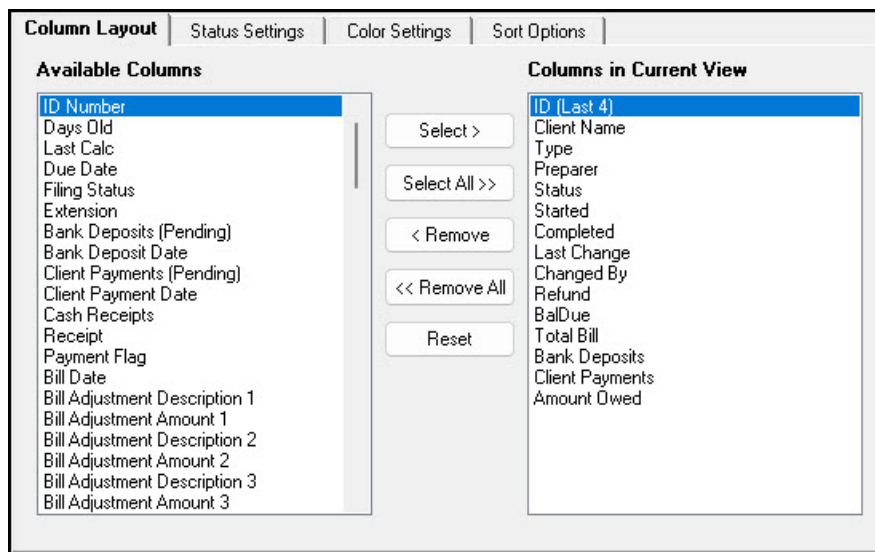 Column Layout
Status Settings
Color Settings
Sort Options
Available Columns
ID Number
Days Old
Last Calc
Due Date
Filing Status
Extension
Bank Deposits (Pending)
Bank Deposit Date
Client Payments (Pending)
Client Payment Date
Cash Receipts
Receipt
Payment Flag
Bill Date
Bill Adjustment Description 1
Bill Adjustment Amount 1
Bill Adjustment Description 2
Bill Adjustment Amount 2
Bill Adjustment Description 3
Bill Adjustment Amount 3
Select >
Select All >>
< Remove
<< Remove All
Reset
Columns in Current View
ID (Last 4)
Client Name
Type
Preparer
Status
Started
Completed
Last Change
Changed By
Refund
BalDue
Total Bill
Bank Deposits
Client Payments
Amount Owed